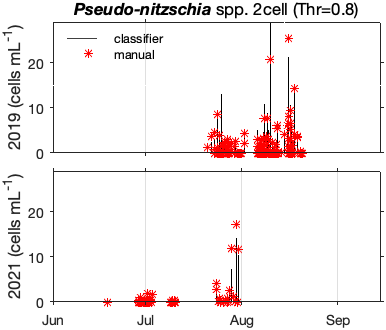 Pseudo-nitzschia spp. 2cell (Thr=0.8)
2019 (cells mL⁻¹)
20
10
0
classifier
manual
2021 (cells mL⁻¹)
20
10
0
Jun Jul Aug Sep